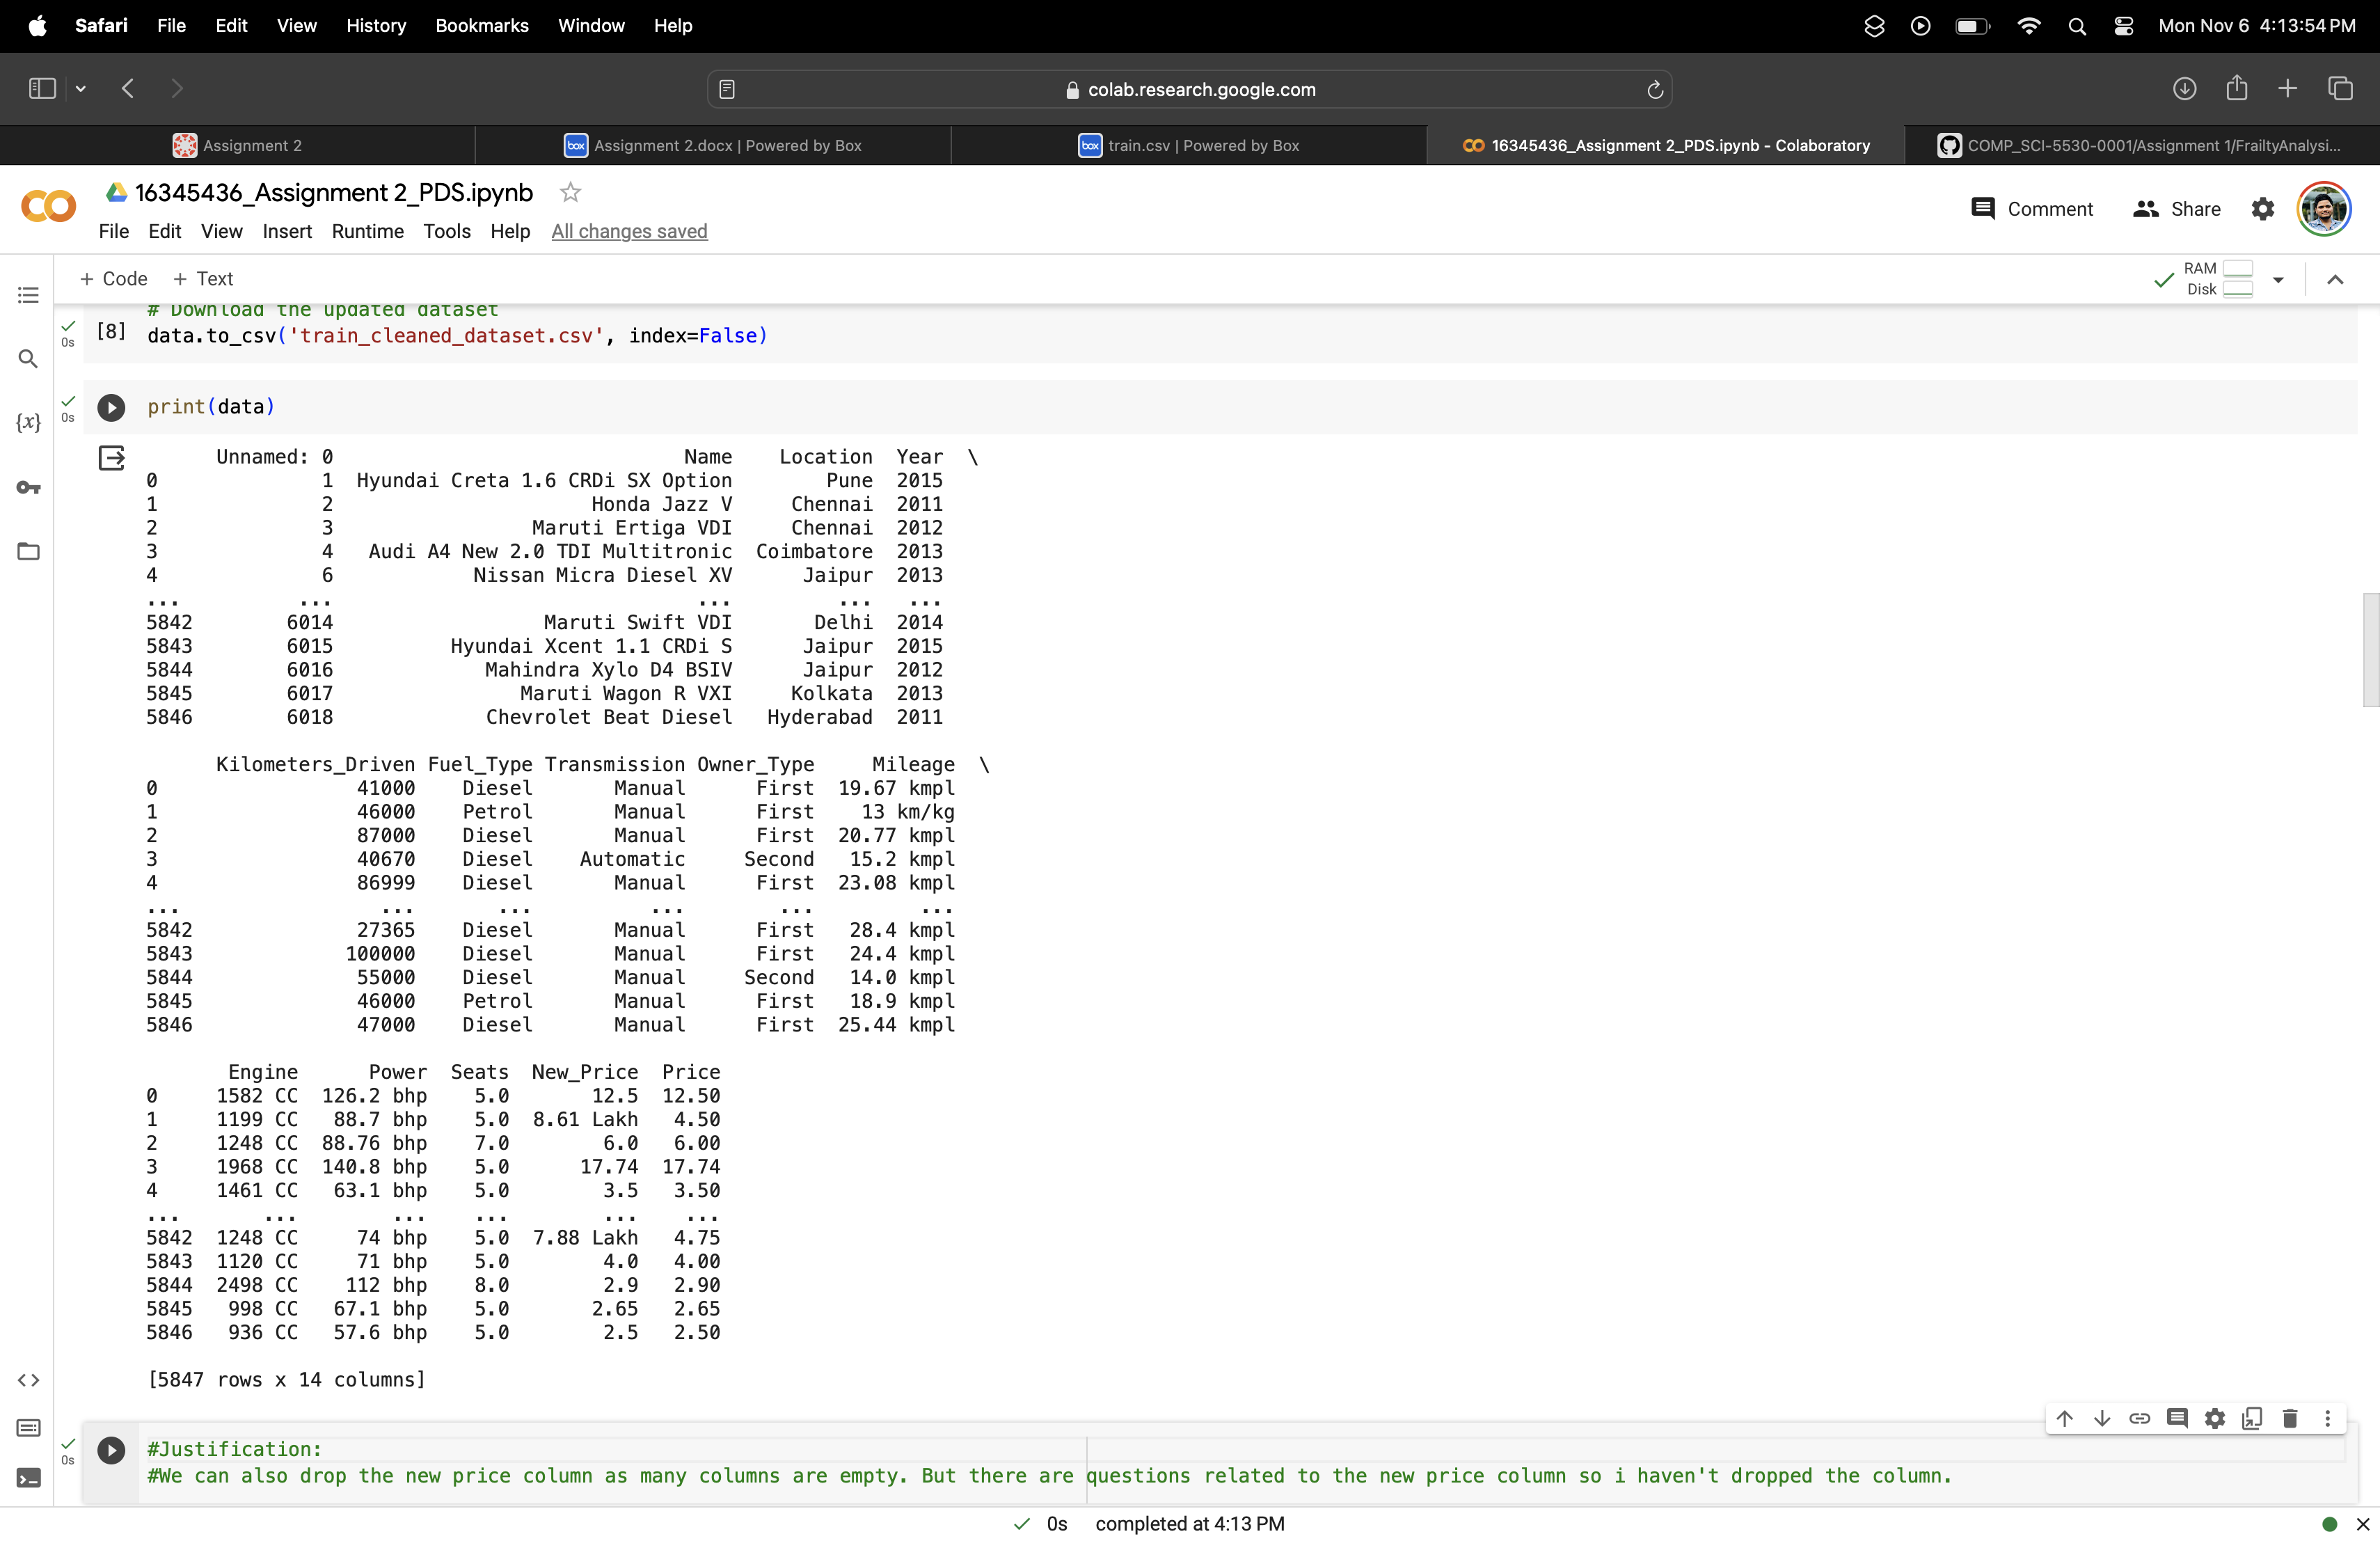 Safari File Edit View History Bookmarks Window Help Mon Nov 6 4:13:54 PM
colab.research.google.com
Assignment 2 box Assignment 2.docx | Powered by Box box train.csv | Powered by Box 16345436_Assignment 2_PDS.ipynb - Colaboratory COMP_SCI-5530-0001/Assignment 1/FrailtyAnalysi...
16345436_Assignment 2_PDS.ipynb
Comment Share
File Edit View Insert Runtime Tools Help All changes saved
+ Code + Text RAM
Disk
# Download the updated dataset
[8] data.to_csv('train_cleaned_dataset.csv', index=False)
0s
print(data)
0s
{x}
Unnamed: 0 Name Location Year \
0 1 Hyundai Creta 1.6 CRDi SX Option Pune 2015
1 2 Honda Jazz V Chennai 2011
2 3 Maruti Ertiga VDI Chennai 2012
3 4 Audi A4 New 2.0 TDI Multitronic Coimbatore 2013
4 6 Nissan Micra Diesel XV Jaipur 2013
... ... ... ... ...
5842 6014 Maruti Swift VDI Delhi 2014
5843 6015 Hyundai Xcent 1.1 CRDi S Jaipur 2015
5844 6016 Mahindra Xylo D4 BSIV Jaipur 2012
5845 6017 Maruti Wagon R VXI Kolkata 2013
5846 6018 Chevrolet Beat Diesel Hyderabad 2011
Kilometers_Driven Fuel_Type Transmission Owner_Type Mileage \
0 41000 Diesel Manual First 19.67 kmpl
1 46000 Petrol Manual First 13 km/kg
2 87000 Diesel Manual First 20.77 kmpl
3 40670 Diesel Automatic Second 15.2 kmpl
4 86999 Diesel Manual First 23.08 kmpl
... ... ... ... ... ...
5842 27365 Diesel Manual First 28.4 kmpl
5843 100000 Diesel Manual First 24.4 kmpl
5844 55000 Diesel Manual Second 14.0 kmpl
5845 46000 Petrol Manual First 18.9 kmpl
5846 47000 Diesel Manual First 25.44 kmpl
Engine Power Seats New_Price Price
0 1582 CC 126.2 bhp 5.0 12.5 12.50
1 1199 CC 88.7 bhp 5.0 8.61 Lakh 4.50
2 1248 CC 88.76 bhp 7.0 6.0 6.00
3 1968 CC 140.8 bhp 5.0 17.74 17.74
4 1461 CC 63.1 bhp 5.0 3.5 3.50
... ... ... ... ... ...
5842 1248 CC 74 bhp 5.0 7.88 Lakh 4.75
5843 1120 CC 71 bhp 5.0 4.0 4.00
5844 2498 CC 112 bhp 8.0 2.9 2.90
5845 998 CC 67.1 bhp 5.0 2.65 2.65
5846 936 CC 57.6 bhp 5.0 2.5 2.50
[5847 rows x 14 columns]
#Justification:
0s
#We can also drop the new price column as many columns are empty. But there are questions related to the new price column so i haven't dropped the column.
0s completed at 4:13 PM